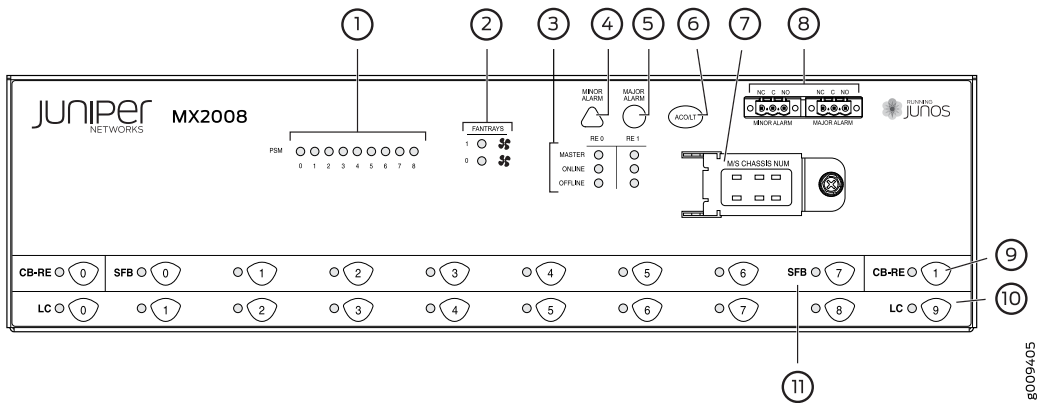 1 2 3 4 5 6 7 8
JUNIPER
NETWORKS
MX2008
PSM
0 1 2 3 4 5 6 7 8
FANTRAYS
1
0
MINOR
ALARM
MAJOR
ALARM
ACO/LT
RE 0 RE 1
MASTER
ONLINE
OFFLINE
M/S CHASSIS NUM
NC C NO
MINOR ALARM
NC C NO
MAJOR ALARM
RUNNING
JUNOS
CB-RE 0 SFB 0 1 2 3 4 5 6 SFB 7 CB-RE 1
9
LC 0 1 2 3 4 5 6 7 8 LC 9
10
11
g009405